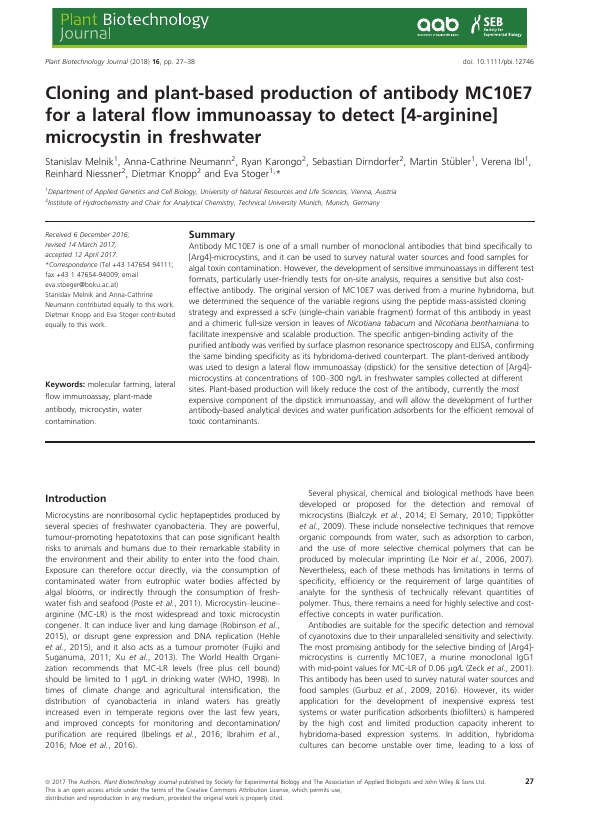 Plant Biotechnology
Journal
aab
SEB
Society for
Experimental Biology
Plant Biotechnology Journal (2018) 16, pp. 27–38
doi: 10.1111/pbi.12746
Cloning and plant-based production of antibody MC10E7
for a lateral flow immunoassay to detect [4-arginine]
microcystin in freshwater
Stanislav Melnik1, Anna-Cathrine Neumann2, Ryan Karongo2, Sebastian Dirndorfer2, Martin Stübler1, Verena Ibl1,
Reinhard Niessner2, Dietmar Knopp2 and Eva Stoger1,*
1Department of Applied Genetics and Cell Biology, University of Natural Resources and Life Sciences, Vienna, Austria
2Institute of Hydrochemistry and Chair for Analytical Chemistry, Technical University Munich, Munich, Germany
Received 6 December 2016;
revised 14 March 2017;
accepted 12 April 2017.
*Correspondence (Tel +43 147654 94111;
fax +43 1 47654-94009; email
eva.stoger@boku.ac.at)
Stanislav Melnik and Anna-Cathrine
Neumann contributed equally to this work.
Dietmar Knopp and Eva Stoger contributed
equally to this work.
Keywords: molecular farming, lateral
flow immunoassay, plant-made
antibody, microcystin, water
contamination.
Summary
Antibody MC10E7 is one of a small number of monoclonal antibodies that bind specifically to
[Arg4]-microcystins, and it can be used to survey natural water sources and food samples for
algal toxin contamination. However, the development of sensitive immunoassays in different test
formats, particularly user-friendly tests for on-site analysis, requires a sensitive but also cost-
effective antibody. The original version of MC10E7 was derived from a murine hybridoma, but
we determined the sequence of the variable regions using the peptide mass-assisted cloning
strategy and expressed a scFv (single-chain variable fragment) format of this antibody in yeast
and a chimeric full-size version in leaves of Nicotiana tabacum and Nicotiana benthamiana to
facilitate inexpensive and scalable production. The specific antigen-binding activity of the
purified antibody was verified by surface plasmon resonance spectroscopy and ELISA, confirming
the same binding specificity as its hybridoma-derived counterpart. The plant-derived antibody
was used to design a lateral flow immunoassay (dipstick) for the sensitive detection of [Arg4]-
microcystins at concentrations of 100–300 ng/L in freshwater samples collected at different
sites. Plant-based production will likely reduce the cost of the antibody, currently the most
expensive component of the dipstick immunoassay, and will allow the development of further
antibody-based analytical devices and water purification adsorbents for the efficient removal of
toxic contaminants.
Introduction
Microcystins are nonribosomal cyclic heptapeptides produced by
several species of freshwater cyanobacteria. They are powerful,
tumour-promoting hepatotoxins that can pose significant health
risks to animals and humans due to their remarkable stability in
the environment and their ability to enter into the food chain.
Exposure can therefore occur directly, via the consumption of
contaminated water from eutrophic water bodies affected by
algal blooms, or indirectly through the consumption of fresh-
water fish and seafood (Poste et al., 2011). Microcystin–leucine–
arginine (MC-LR) is the most widespread and toxic microcystin
congener. It can induce liver and lung damage (Robinson et al.,
2015), or disrupt gene expression and DNA replication (Hehle
et al., 2015), and it also acts as a tumour promoter (Fujiki and
Suganuma, 2011; Xu et al., 2013). The World Health Organi-
zation recommends that MC-LR levels (free plus cell bound)
should be limited to 1 μg/L in drinking water (WHO, 1998). In
times of climate change and agricultural intensification, the
distribution of cyanobacteria in inland waters has greatly
increased even in temperate regions over the last few years,
and improved concepts for monitoring and decontamination/
purification are required (Ibelings et al., 2016; Ibrahim et al.,
2016; Moe et al., 2016).
Several physical, chemical and biological methods have been
developed or proposed for the detection and removal of
microcystins (Bialczyk et al., 2014; El Semary, 2010; Tippkötter
et al., 2009). These include nonselective techniques that remove
organic compounds from water, such as adsorption to carbon,
and the use of more selective chemical polymers that can be
produced by molecular imprinting (Le Noir et al., 2006, 2007).
Nevertheless, each of these methods has limitations in terms of
specificity, efficiency or the requirement of large quantities of
analyte for the synthesis of technically relevant quantities of
polymer. Thus, there remains a need for highly selective and cost-
effective concepts in water purification.
Antibodies are suitable for the specific detection and removal
of cyanotoxins due to their unparalleled sensitivity and selectivity.
The most promising antibody for the selective binding of [Arg4]-
microcystins is currently MC10E7, a murine monoclonal IgG1
with mid-point values for MC-LR of 0.06 μg/L (Zeck et al., 2001).
This antibody has been used to survey natural water sources and
food samples (Gurbuz et al., 2009, 2016). However, its wider
application for the development of inexpensive express test
systems or water purification adsorbents (biofilters) is hampered
by the high cost and limited production capacity inherent to
hybridoma-based expression systems. In addition, hybridoma
cultures can become unstable over time, leading to a loss of
© 2017 The Authors. Plant Biotechnology Journal published by Society for Experimental Biology and The Association of Applied Biologists and John Wiley & Sons Ltd.
27
This is an open access article under the terms of the Creative Commons Attribution License, which permits use,
distribution and reproduction in any medium, provided the original work is properly cited.